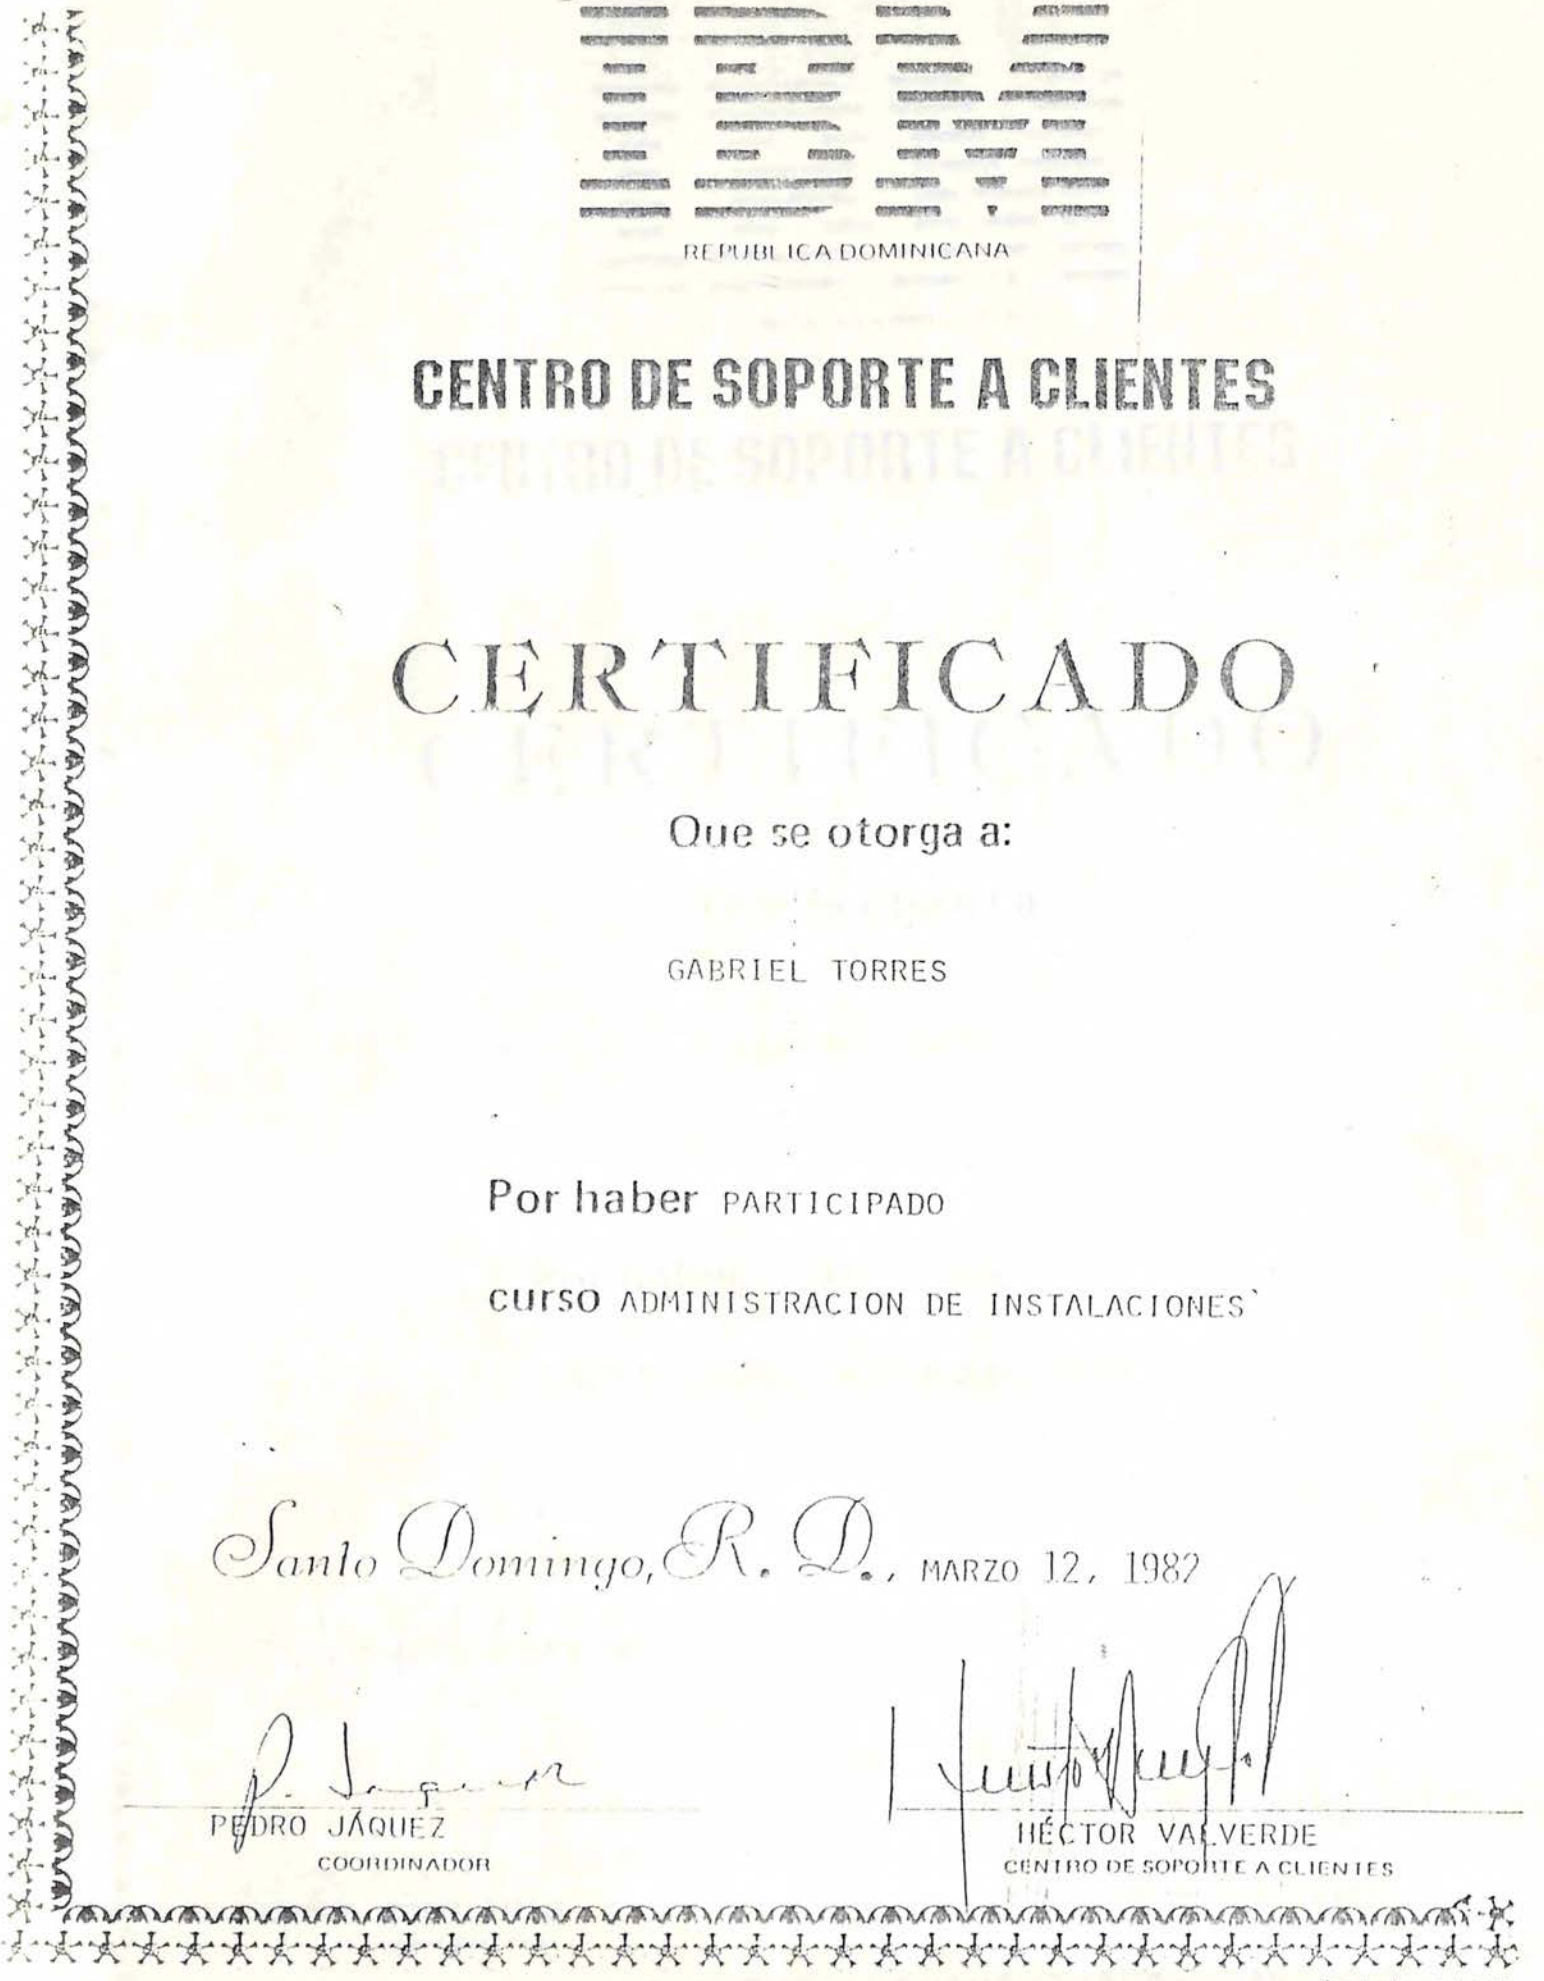 IBM
REPUBLICA DOMINICANA
CENTRO DE SOPORTE A CLIENTES
CERTIFICADO
Que se otorga a:
GABRIEL TORRES
Por haber PARTICIPADO
curso ADMINISTRACION DE INSTALACIONES
Santo Domingo, R. D., MARZO 12, 1982
P. Jaquez
PEDRO JÁQUEZ
COORDINADOR
HÉCTOR VALVERDE
CENTRO DE SOPORTE A CLIENTES